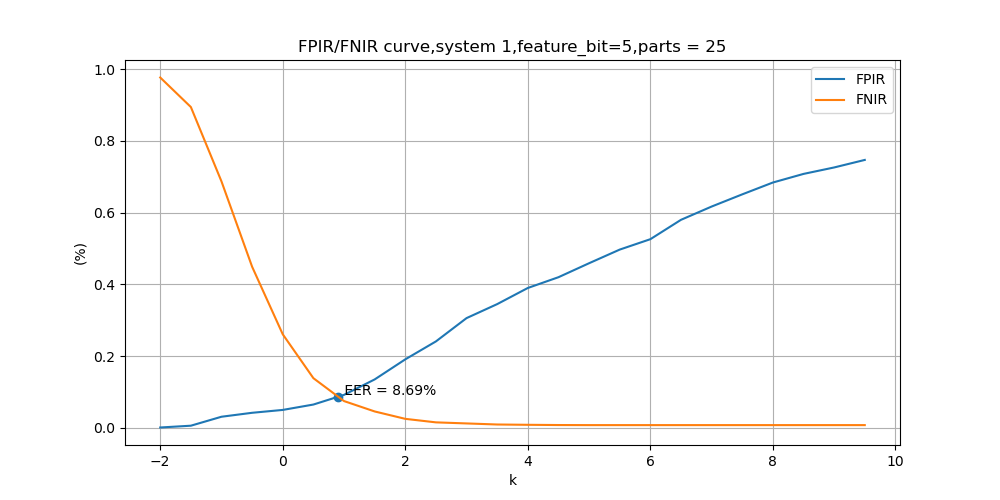 FPIR/FNIR curve,system 1,feature_bit=5,parts = 25
FPIR
FNIR
1.0
0.8
0.6
0.4
0.2
0.0
(%)
EER = 8.69%
−2
0
2
4
6
8
10
k